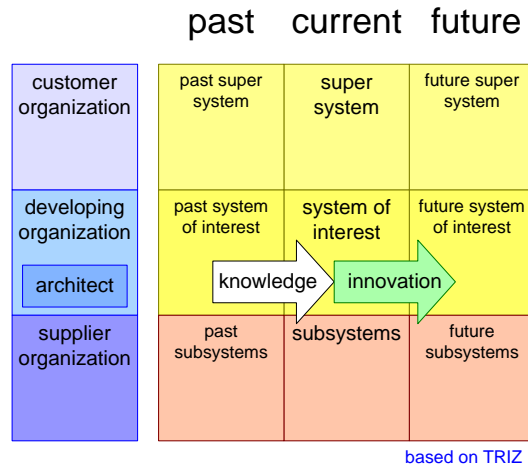 past current future
customer
organization
past super
system
super
system
future super
system
developing
organization
past system
of interest
system of
interest
future system
of interest
architect
knowledge
innovation
supplier
organization
past
subsystems
subsystems
future
subsystems
based on TRIZ